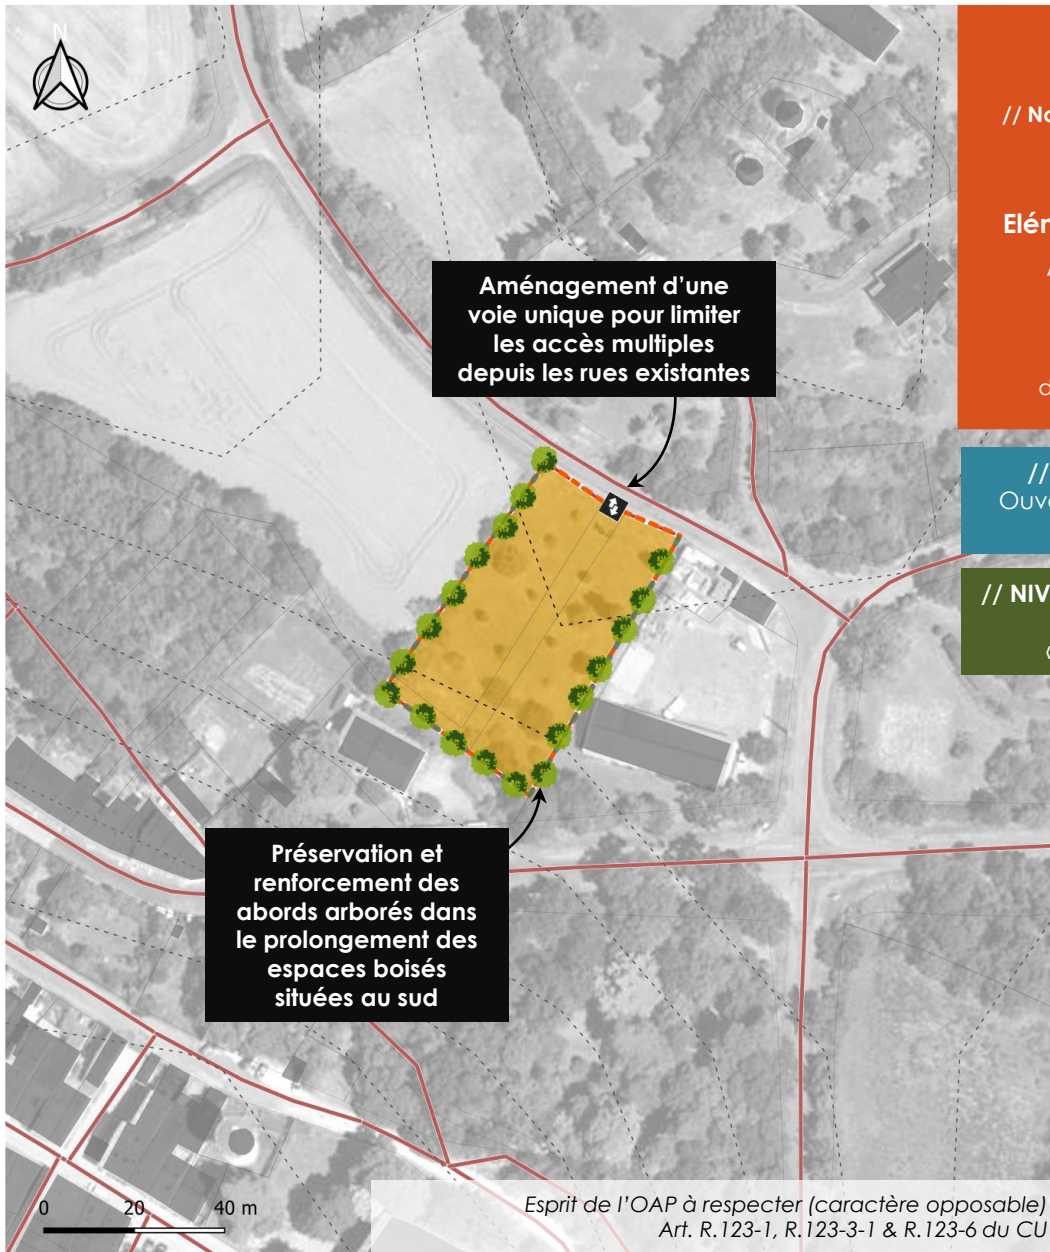 N
// No
Elén
Aménagement d'une
voie unique pour limiter
les accès multiples
depuis les rues existantes
//
Ouve
// NIV
Préservation et
renforcement des
abords arborés dans
le prolongement des
espaces boisés
situées au sud
0 20 40 m
Esprit de l'OAP à respecter (caractère opposable)
Art. R.123-1, R.123-3-1 & R.123-6 du CU